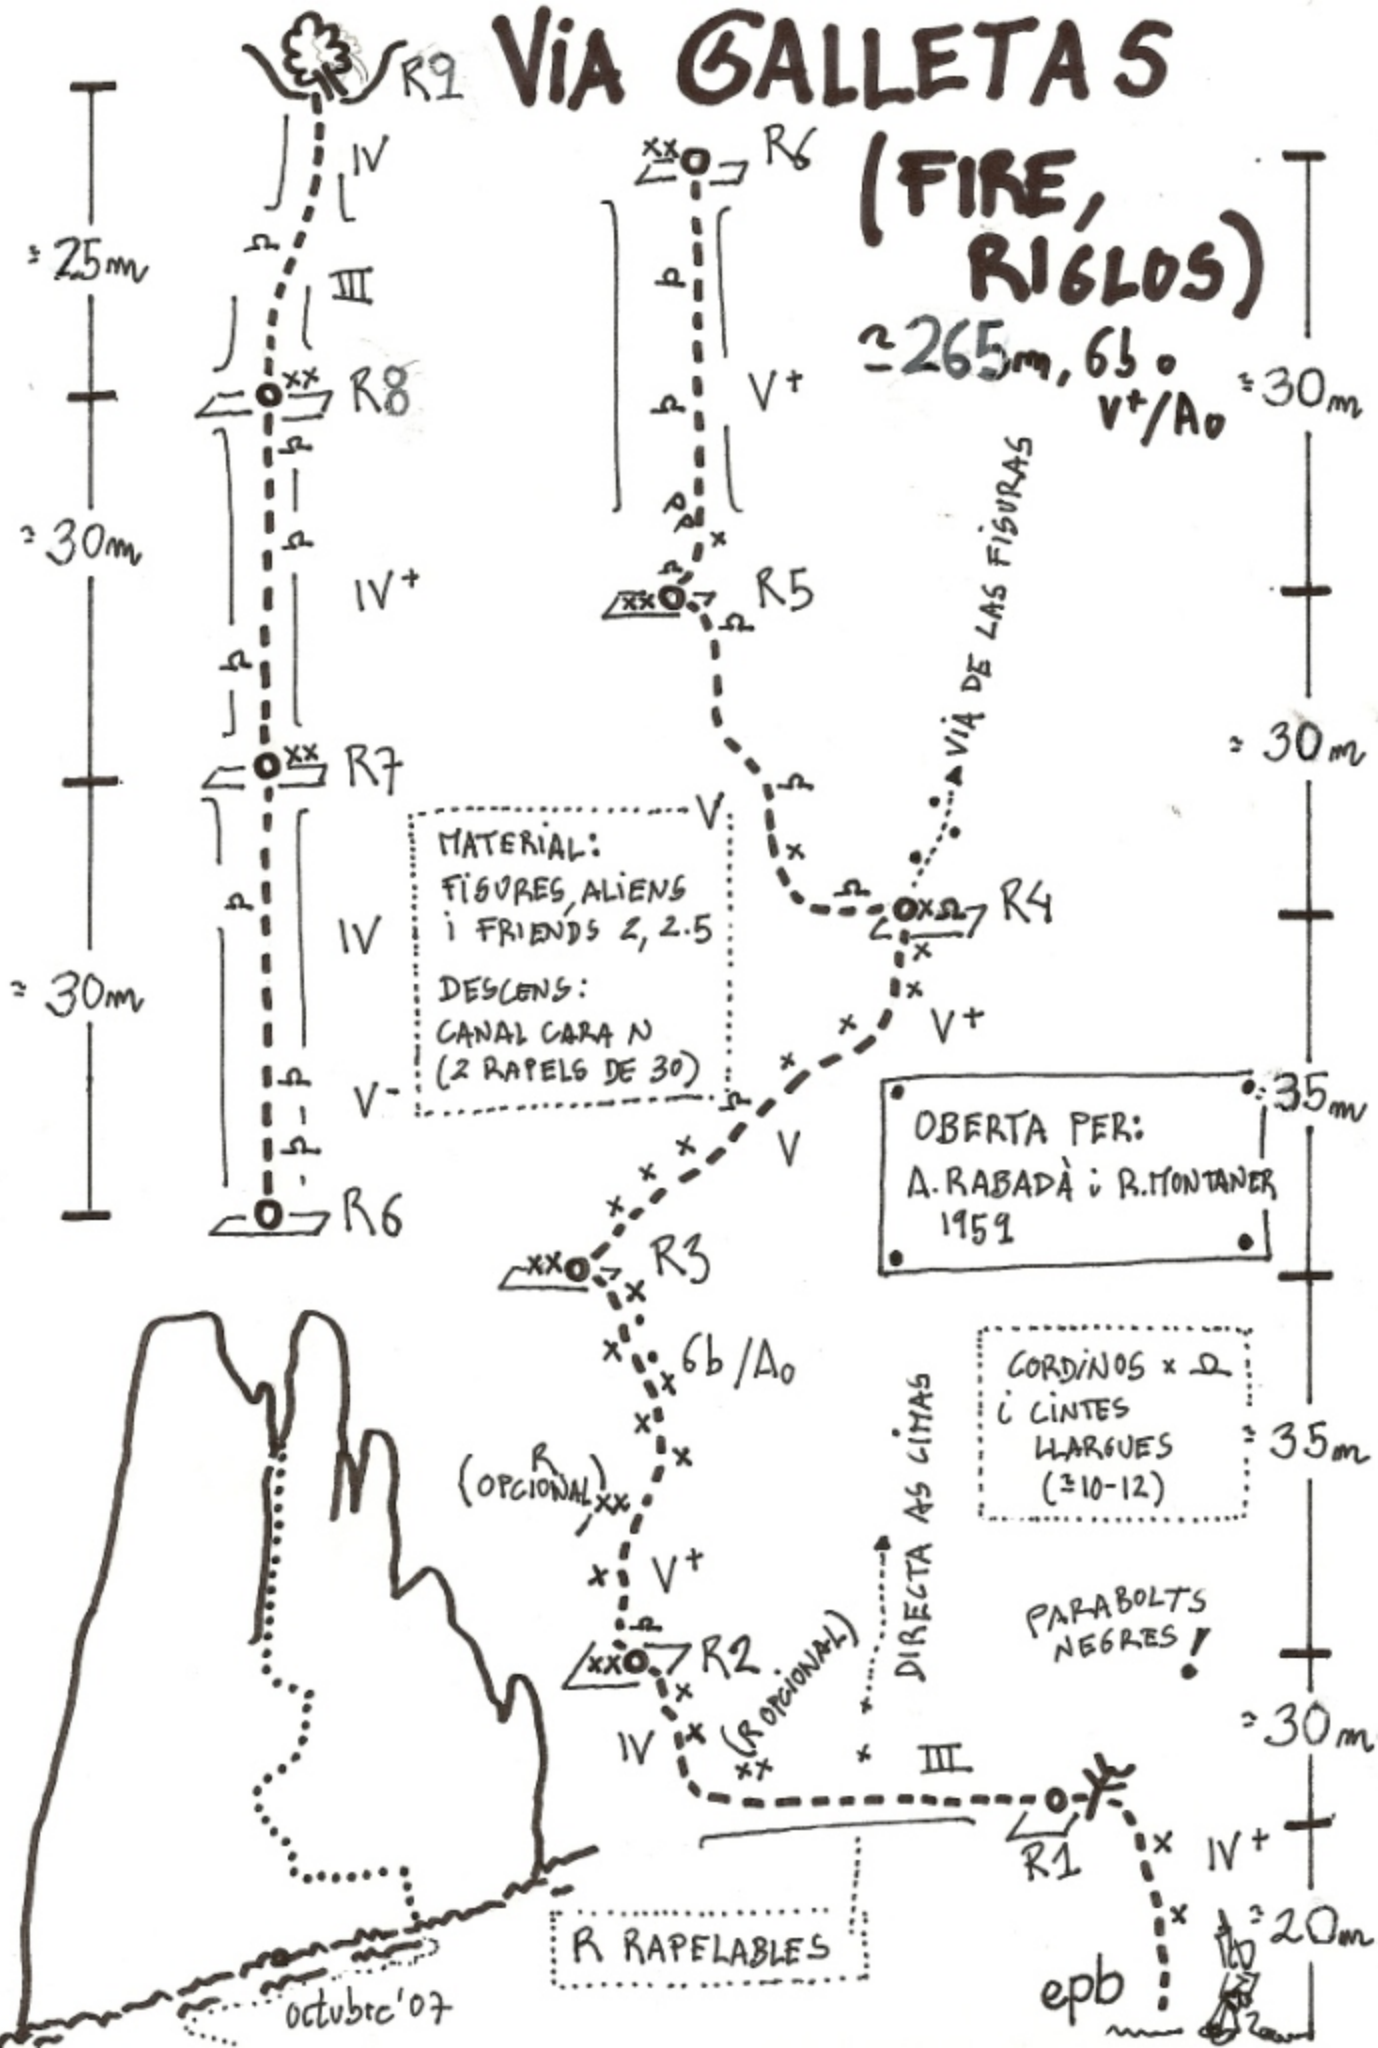 VIA GALLETAS
(FIRE,
RIGLOS)
≃265m, 6b o
V+/A0
R9
IV
≃25m
III
R8
≃30m
IV+
R7
IV
≃30m
V-
R6
R6
≃30m
V+
R5
VIA DE LAS FISURAS
≃30m
V
R4
MATERIAL:
FISURES, ALIENS
i FRIENDS 2, 2.5
DESCENS:
CANAL CARA N
(2 RAPELS DE 30)
V+
≃35m
V
OBERTA PER:
A. RABADÀ i R. MONTANER
1959
R3
6b/A0
CORDINOS x Ω
i CINTES
LLARGUES
(≃10-12)
≃35m
R
(OPCIONAL)
V+
DIRECTA AS CIMAS
PARABOLTS
NEGRES!
R2
(R OPCIONAL)
IV
III
≃30m
R1
IV+
R RAPELABLES
≃20m
epb
octubre'07